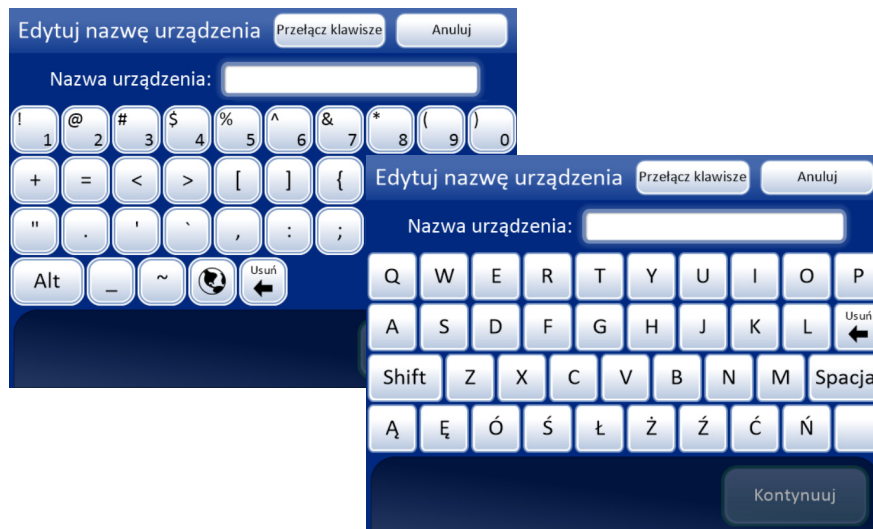 Edytuj nazwę urządzenia Przełącz klawisze Anuluj
Nazwa urządzenia:
! 1 @ 2 # 3 $ 4 % 5 ^ 6 & 7 * 8 ( 9 ) 0
+ = < > [ ] {
" . ' ` , : ;
Alt _ ~ Usuń
Edytuj nazwę urządzenia Przełącz klawisze Anuluj
Nazwa urządzenia:
Q W E R T Y U I O P
A S D F G H J K L Usuń
Shift Z X C V B N M Spacja
Ą Ę Ó Ś Ł Ż Ź Ć Ń
Kontynuuj